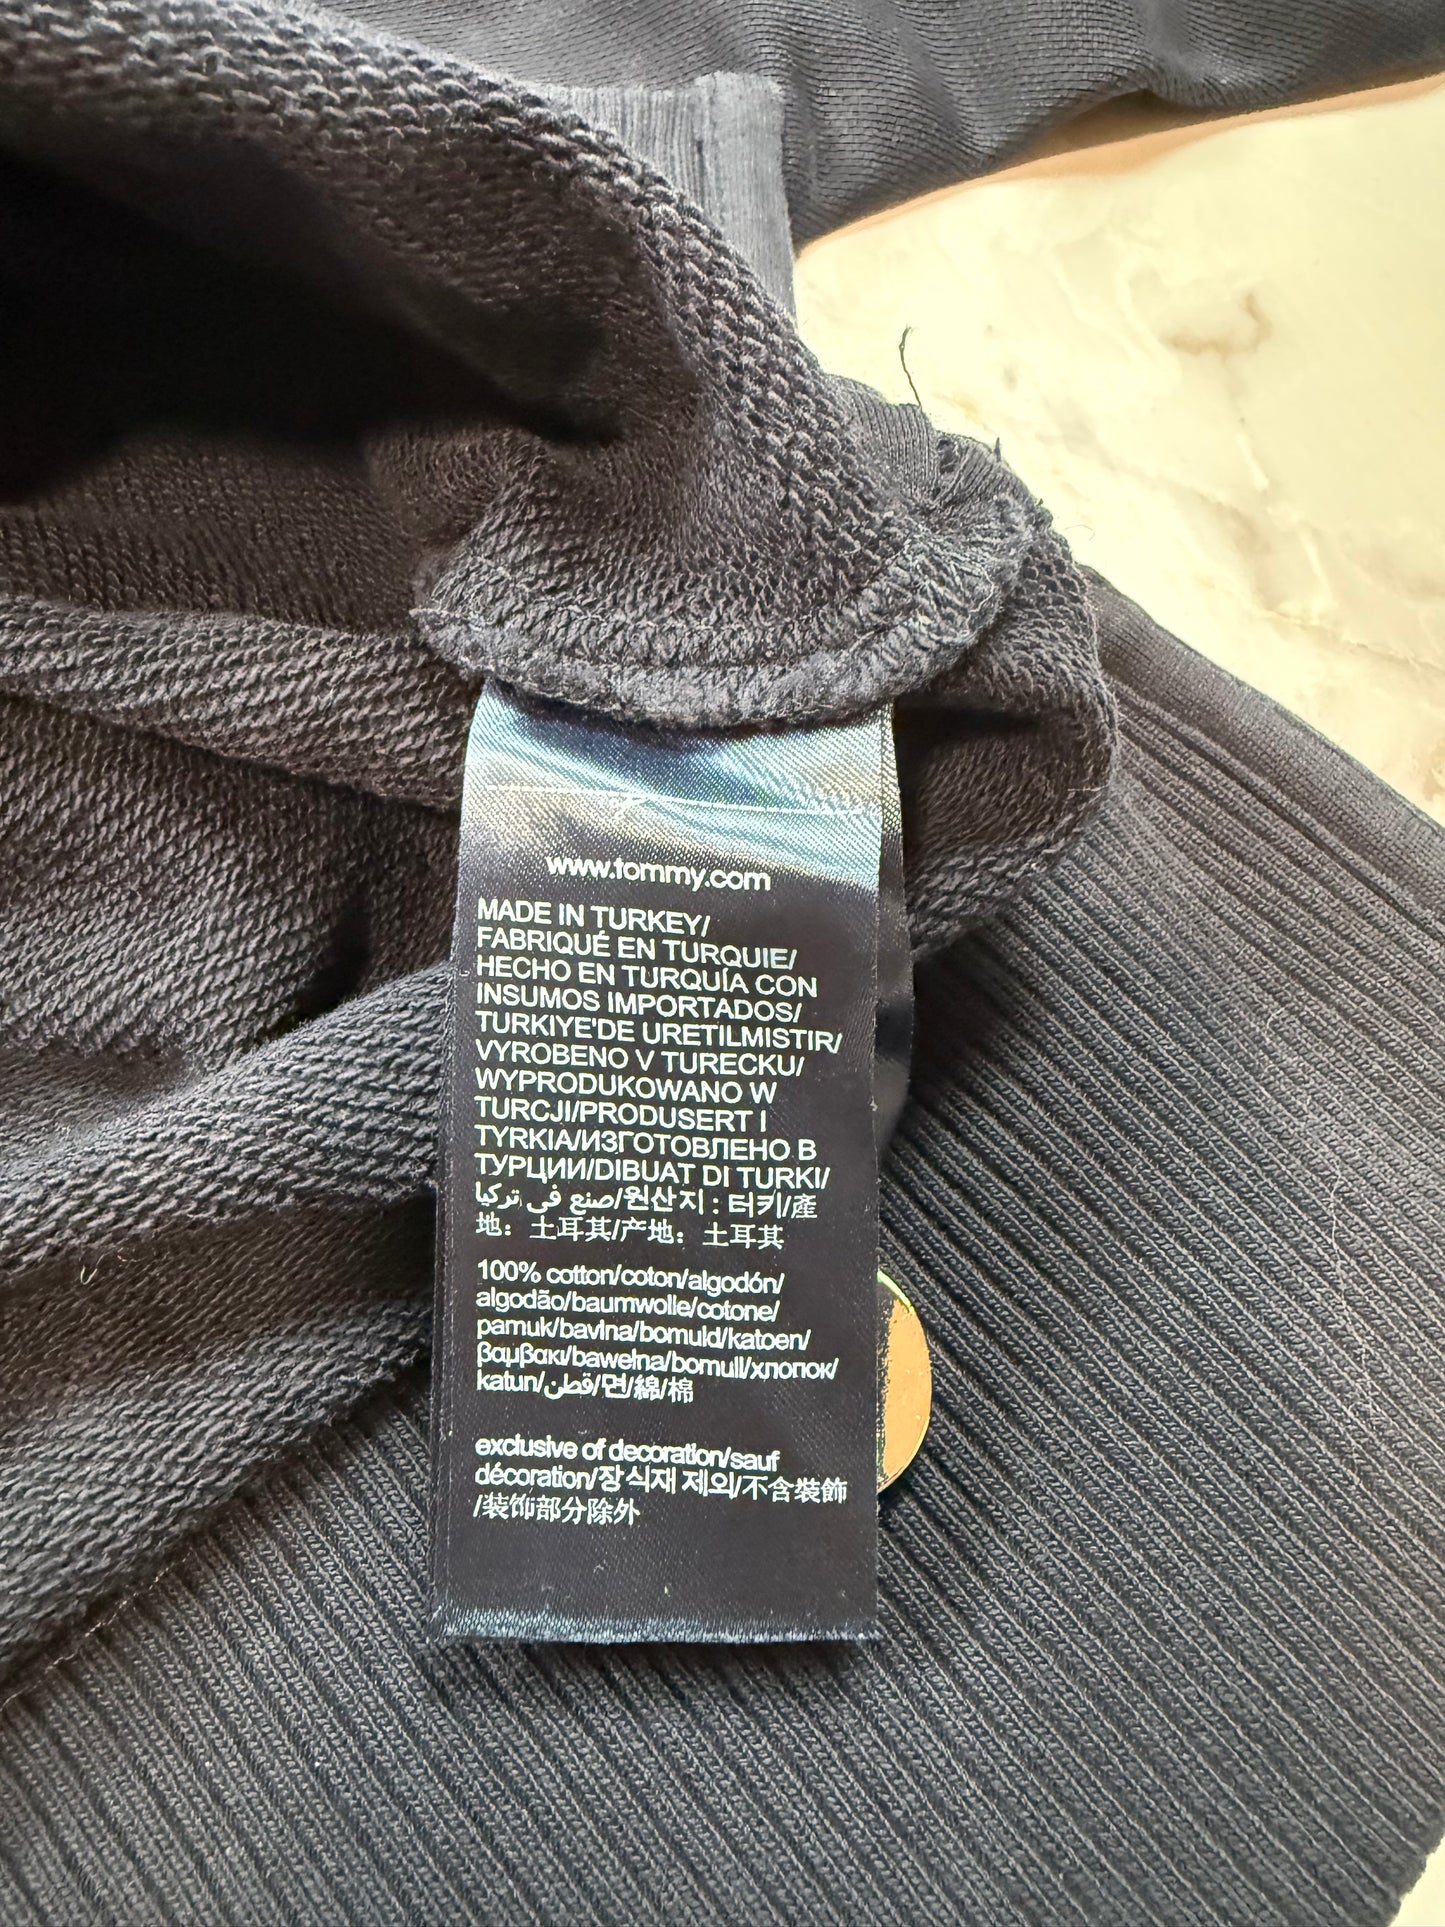 www.tommy.com
MADE IN TURKEY/
FABRIQUÉ EN TURQUIE/
HECHO EN TURQUÍA CON
INSUMOS IMPORTADOS/
TURKIYE'DE URETILMISTIR/
VYROBENO V TURECKU/
WYPRODUKOWANO W
TURCJI/PRODUSERT I
TYRKIA/ИЗГОТОВЛЕНО В
ТУРЦИИ/DIBUAT DI TURKI/
صنع في تركيا/원산지 : 터키/產
地： 土耳其/产地： 土耳其
100% cotton/coton/algodón/
algodão/baumwolle/cotone/
pamuk/bavlna/bomuld/katoen/
βαμβακι/bawełna/bomull/хлопок/
katun/قطن/면/綿/棉
exclusive of decoration/sauf
décoration/장식재 제외/不含裝飾
/装饰部分除外